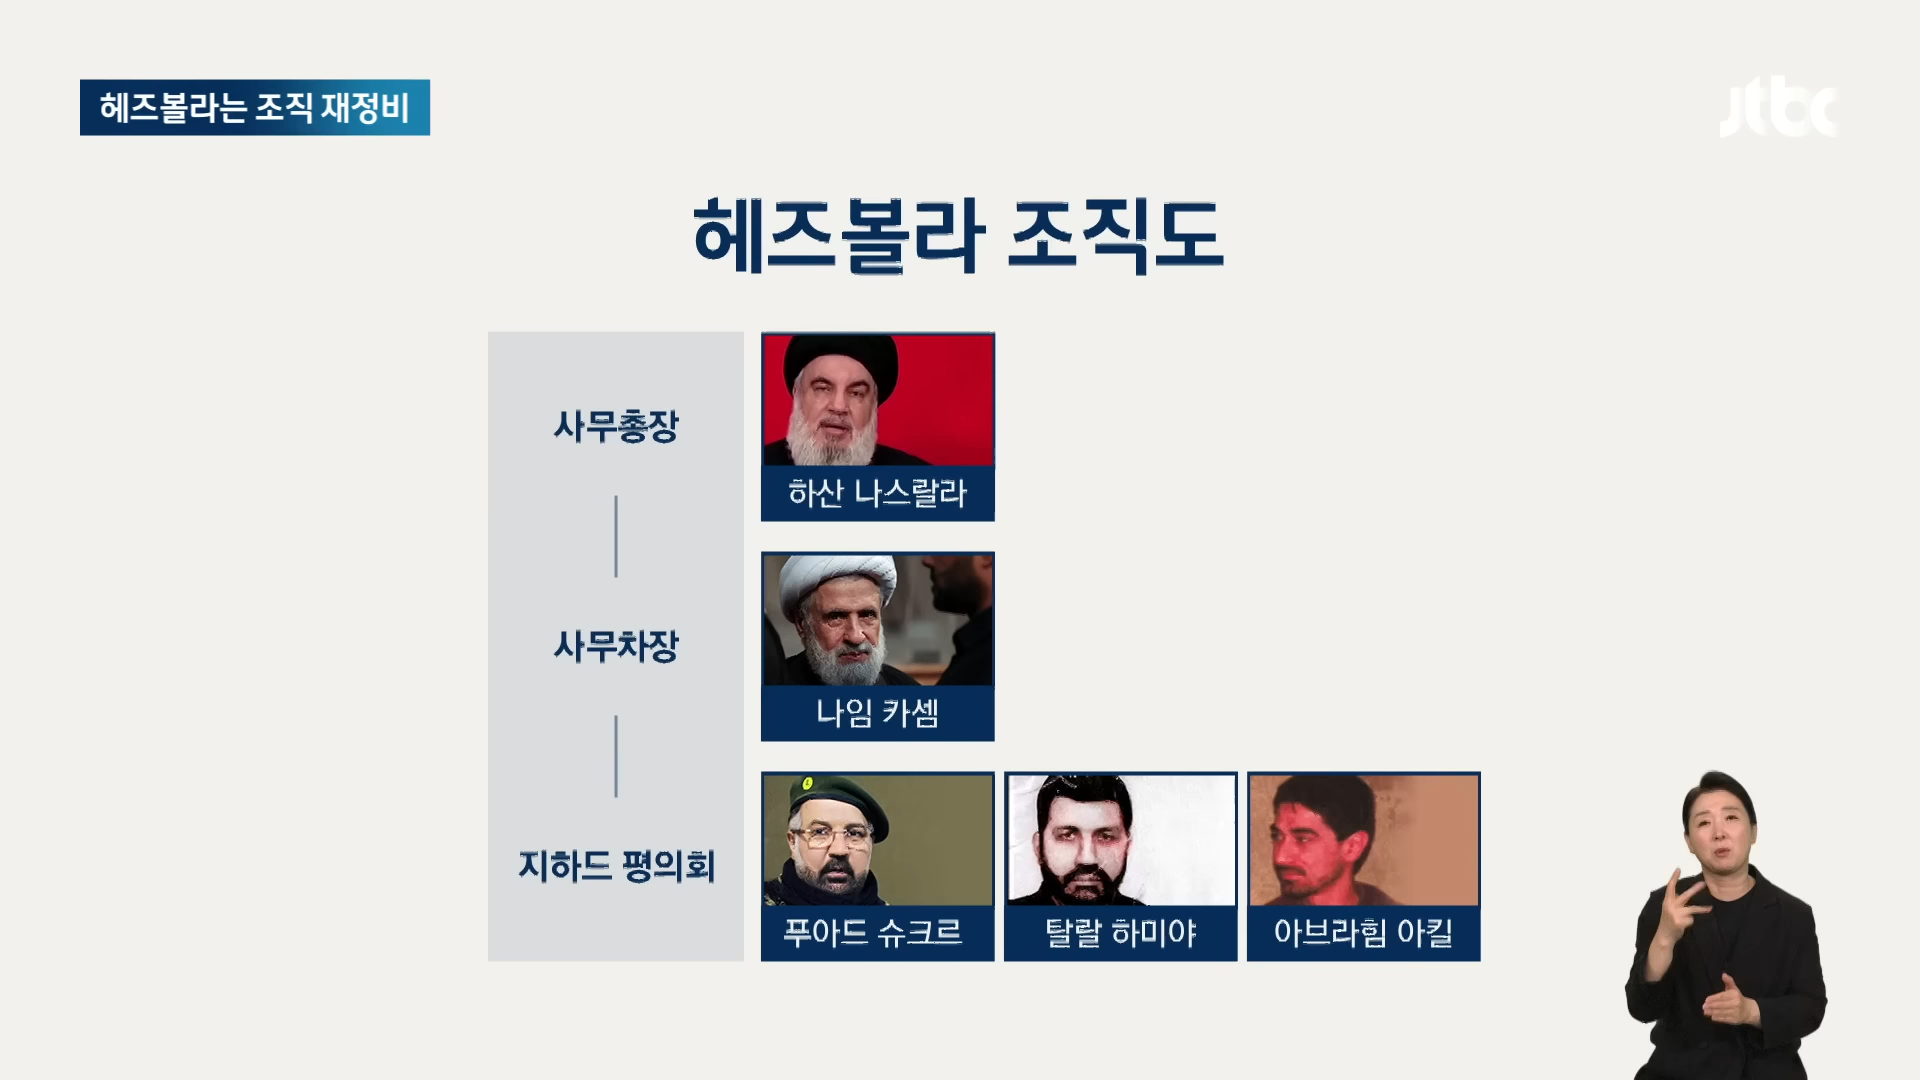 헤즈볼라는 조직 재정비
jtbc
헤즈볼라 조직도
사무총장
하산 나스랄라
사무차장
나임 카셈
지하드 평의회
푸아드 슈크르
탈랄 하미야
아브라힘 아킬